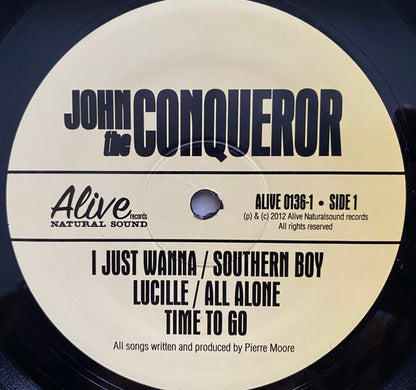 JOHN
the CONQUEROR
Alive
records
NATURAL SOUND
ALIVE 0136-1 • SIDE 1
(p) & (c) 2012 Alive Naturalsound records
All rights reserved
I JUST WANNA / SOUTHERN BOY
LUCILLE / ALL ALONE
TIME TO GO
All songs written and produced by Pierre Moore